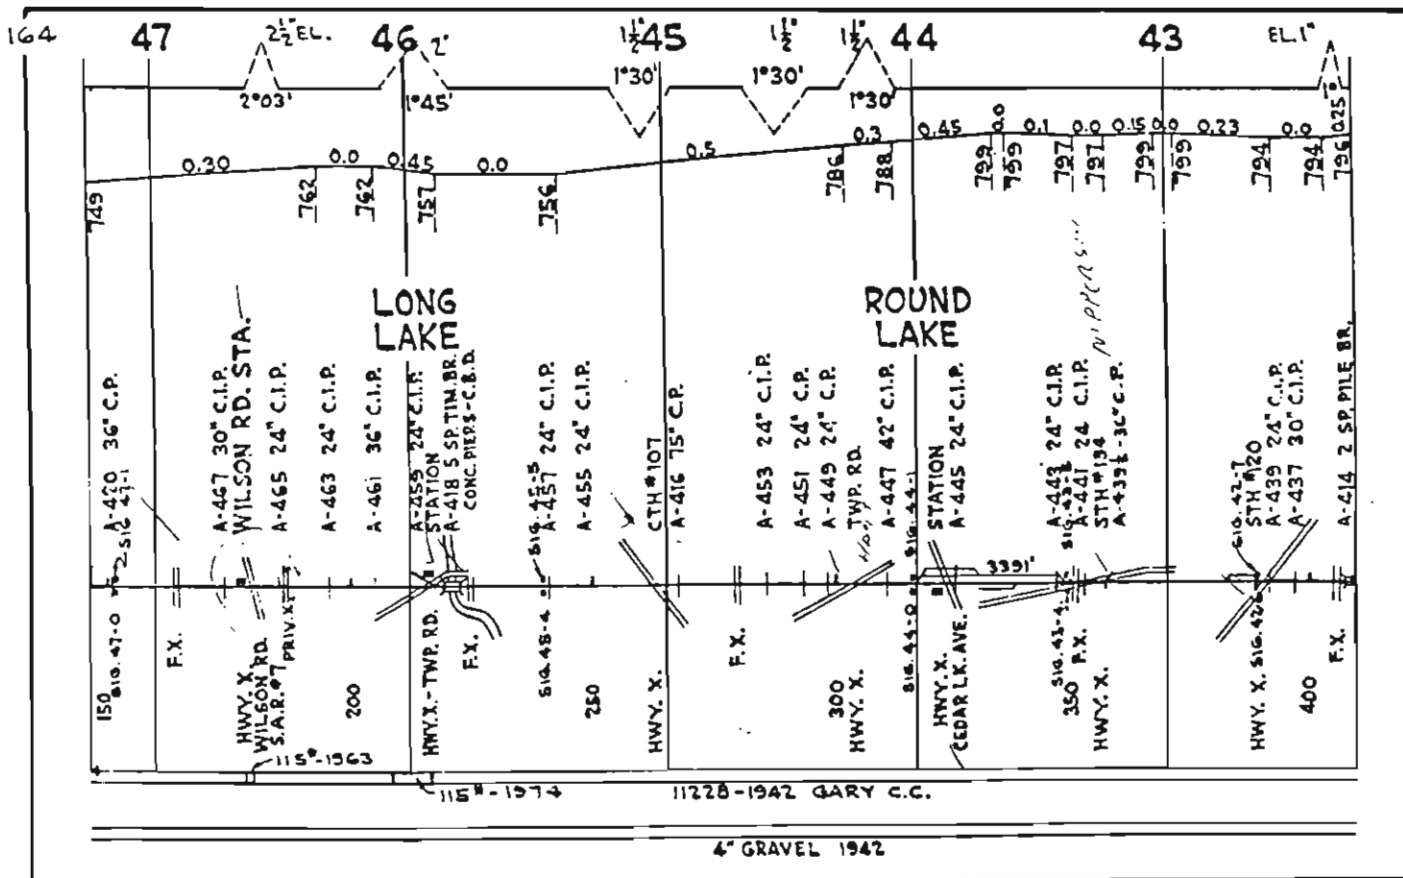 164 47 2½" EL. 46 2' 1½" 45 1½" 1½" 44 43 EL. 1"
2°03' 1°45' 1°30' 1°30' 1°30' 1°
0.30 0.0 0.45 0.0 0.5 0.3 0.45 0.0 0.1 0.0 0.15 0.0 0.23 0.0 0.25
749 762 762 757 756 786 788 799 799 797 797 799 799 794 794 796
LONG
LAKE
ROUND
LAKE
NIPPERSIN
A-420 36" C.P.
SIG 47-1
A-467 30" C.I.P.
WILSON RD. STA.
A-465 24" C.I.P.
A-463 24" C.I.P.
A-461 36" C.I.P.
A-459 24" C.I.P.
STATION
A-418 5 SP. TIM. BR.
CONC. PIERS-C.B.D.
SIG. 45-5
A-457 24" C.I.P.
A-455 24" C.I.P.
CTH #107
A-416 75" C.P.
A-453 24" C.I.P.
A-451 24" C.P.
A-449 24" C.P.
TWP. RD.
A-447 42" C.I.P.
SIG. 44-1
STATION
A-445 24" C.I.P.
A-443 24" C.I.P.
A-441 24 C.I.P.
STH #134
A-439½-36" C.P.
SIG. 42-7
STH #120
A-439 24" C.I.P.
A-437 30" C.I.P.
A-414 2 SP. PILE BR.
3391'
SIG. 47-0
150
F.X.
HWY. X.
WILSON RD.
S.A.R. #7
PRIV. X.
200
HWY. X.-TWP. RD.
F.X.
SIG. 45-4
250
HWY. X.
F.X.
300
HWY. X.
SIG. 44-0
HWY. X.
CEDAR LK. AVE.
SIG. 43-4
350
F.X.
HWY. X.
HWY. X.
400
F.X.
115#-1963
115#-1974 11228-1942 GARY C.C.
4" GRAVEL 1942